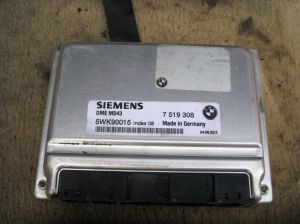 SIEMENS
DME MS43 7 519 308
5WK90015 Index 08 Made in Germany